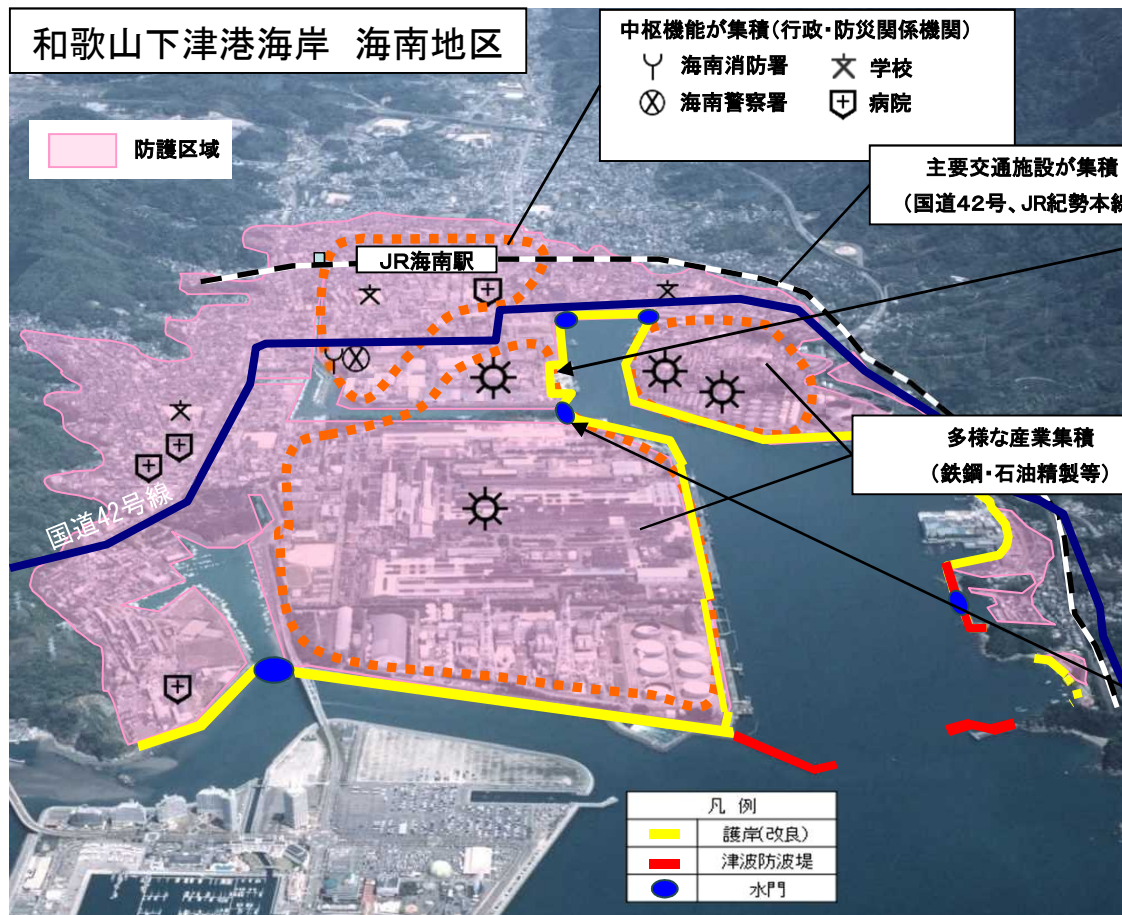 和歌山下津港海岸　海南地区
防護区域
中枢機能が集積(行政・防災関係機関)
海南消防署
学校
海南警察署
病院
主要交通施設が集積
(国道42号、JR紀勢本線
JR海南駅
多様な産業集積
(鉄鋼・石油精製等)
国道42号線
凡 例
護岸(改良)
津波防波堤
水門